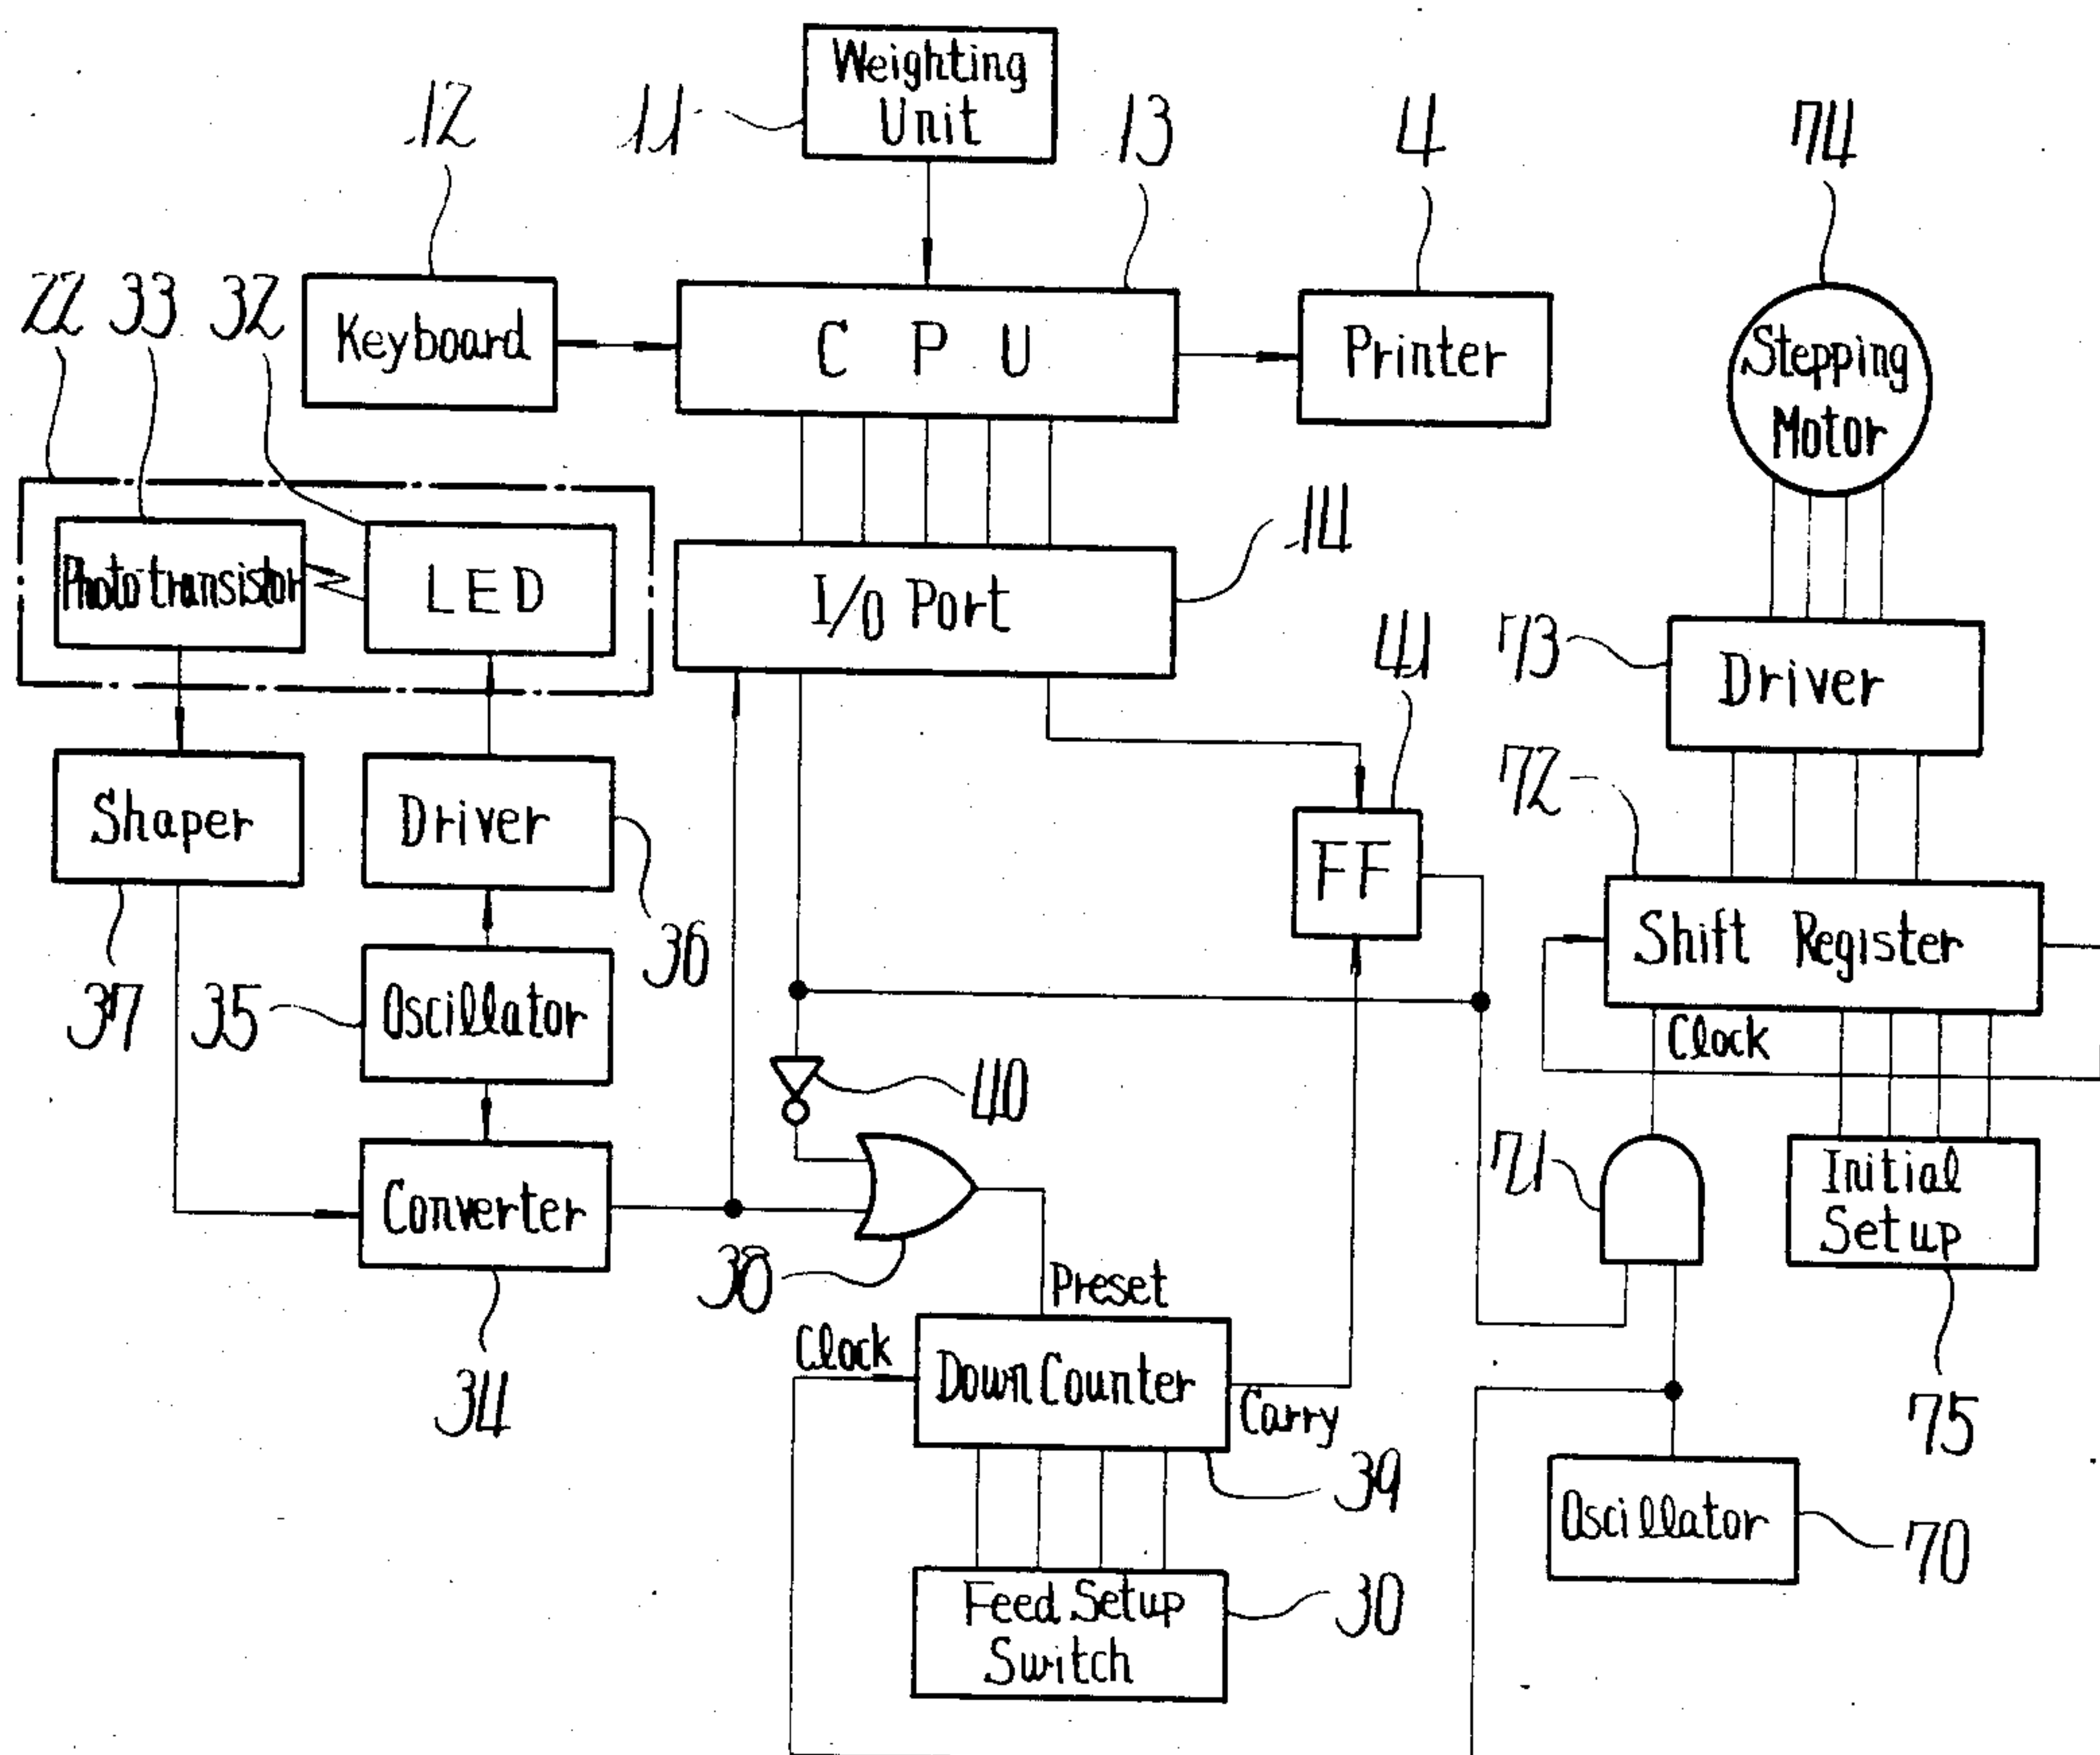 Weighting
Unit
11
12
13
4
74
22
33
32
Keyboard
C P U
Printer
Stepping
Motor
Phototransistor
LED
I/O Port
14
41
73
Driver
72
Shaper
Driver
FF
Shift Register
37
35
Oscillator
36
Clock
40
71
Initial
Setup
Converter
38
Preset
34
Clock
Down Counter
Carry
39
75
Oscillator
70
Feed Setup
Switch
30